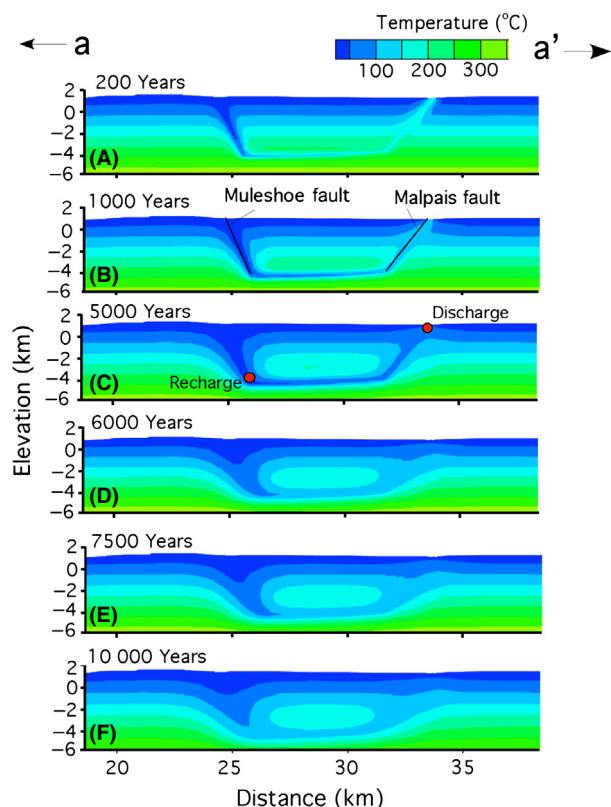 Temperature (°C)
a
a'
100 200 300
200 Years
2
0
−2
−4
−6
(A)
1000 Years
2
0
−2
−4
−6
Muleshoe fault
Malpais fault
(B)
5000 Years
2
0
−2
−4
−6
Discharge
Recharge
(C)
Elevation (km)
6000 Years
2
0
−2
−4
−6
(D)
7500 Years
2
0
−2
−4
−6
(E)
10 000 Years
2
0
−2
−4
−6
(F)
20 25 30 35
Distance (km)